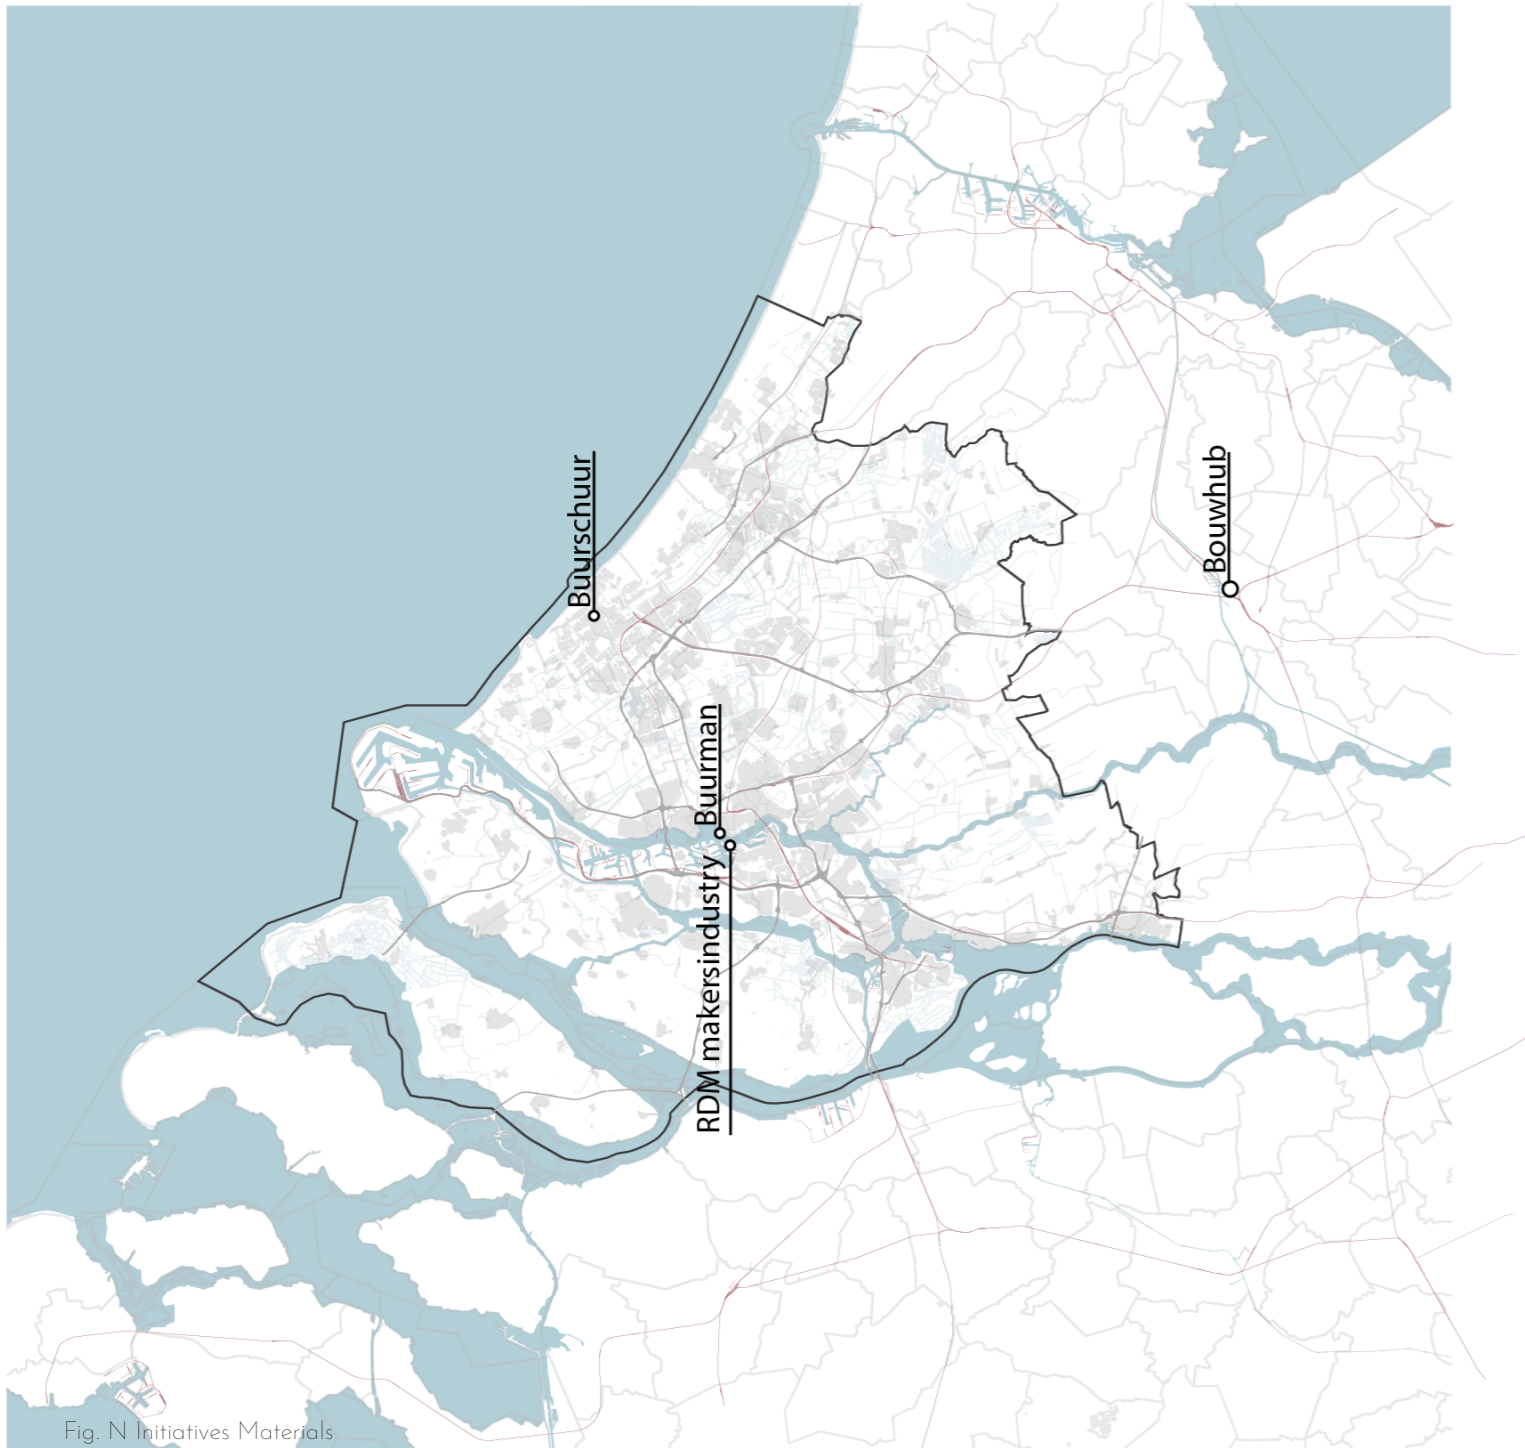 Buurschuur
Bouwhub
Buurman
RDM makersindustry
Fig. N Initiatives Materials